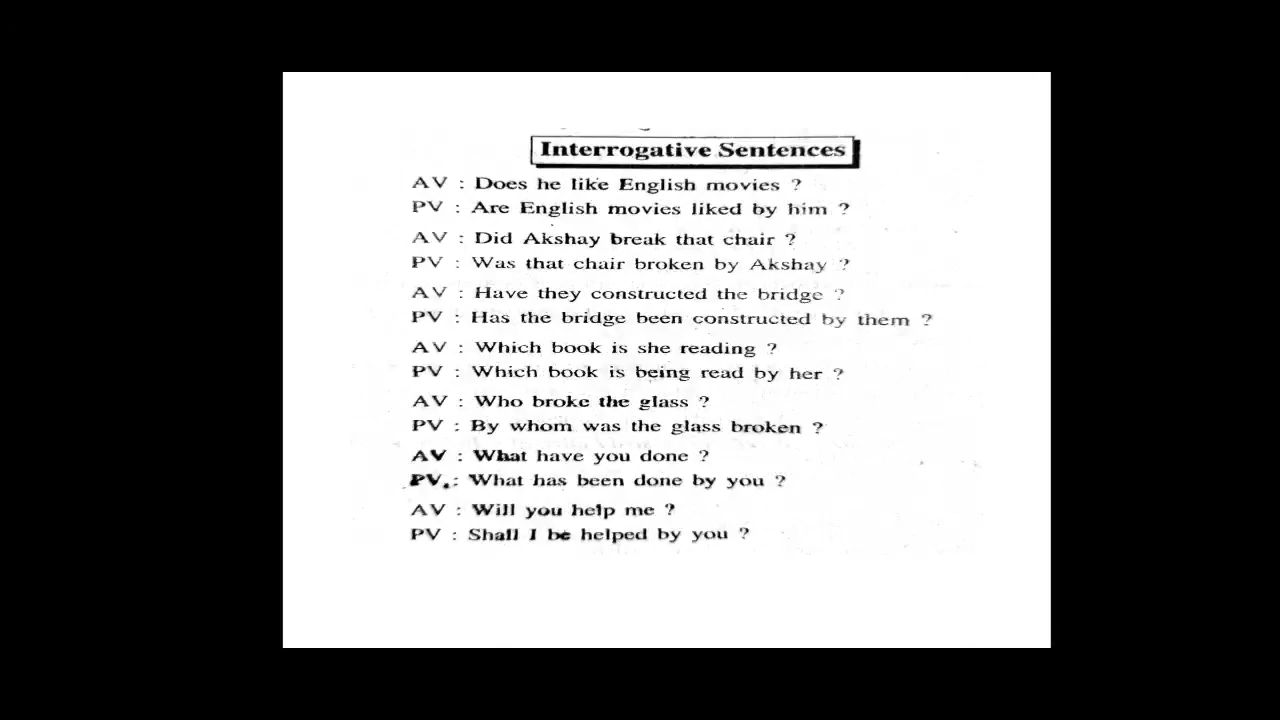 Interrogative Sentences
AV : Does he like English movies ?
PV : Are English movies liked by him ?
AV : Did Akshay break that chair ?
PV : Was that chair broken by Akshay ?
AV : Have they constructed the bridge ?
PV : Has the bridge been constructed by them ?
AV : Which book is she reading ?
PV : Which book is being read by her ?
AV : Who broke the glass ?
PV : By whom was the glass broken ?
AV : What have you done ?
PV. : What has been done by you ?
AV : Will you help me ?
PV : Shall I be helped by you ?